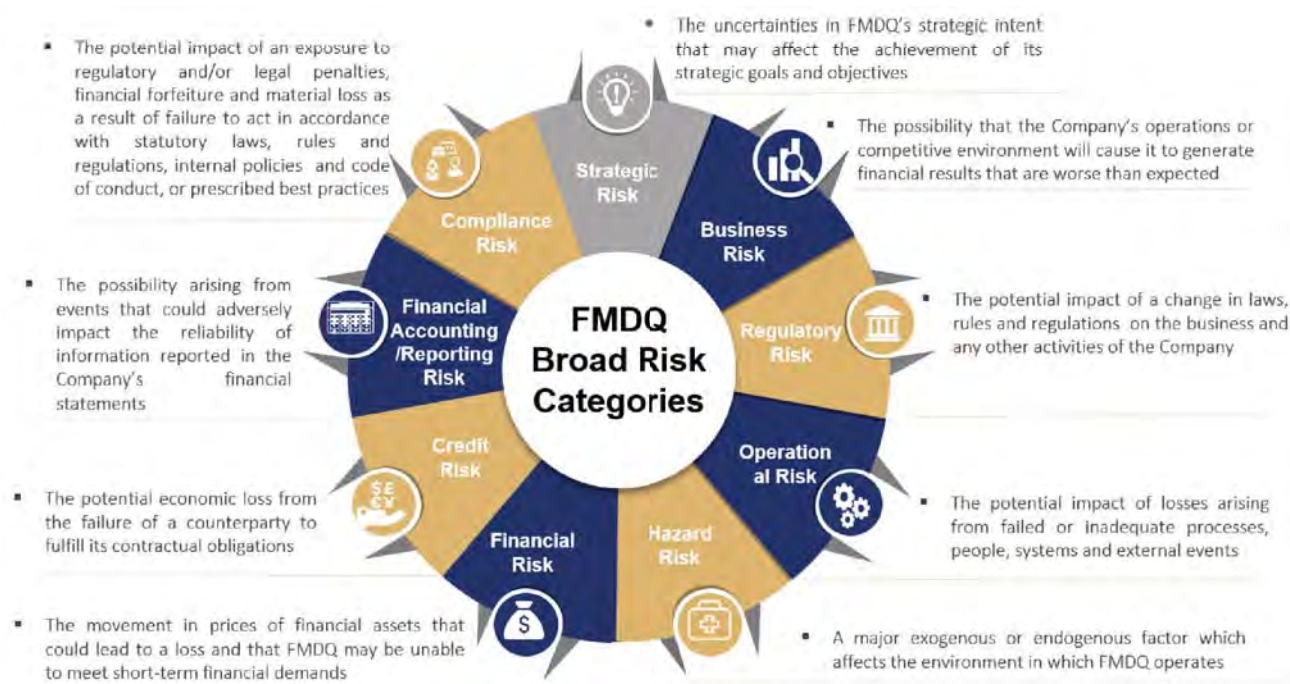 ▪ The potential impact of an exposure to
regulatory and/or legal penalties,
financial forfeiture and material loss as
a result of failure to act in accordance
with statutory laws, rules and
regulations, internal policies and code
of conduct, or prescribed best practices
▪ The uncertainties in FMDQ's strategic intent
that may affect the achievement of its
strategic goals and objectives
▪ The possibility that the Company's operations or
competitive environment will cause it to generate
financial results that are worse than expected
Strategic
Risk
Compliance
Risk
Business
Risk
▪ The possibility arising from
events that could adversely
impact the reliability of
information reported in the
Company's financial
statements
Financial
Accounting
/Reporting
Risk
FMDQ
Broad Risk
Categories
Regulatory
Risk
▪ The potential impact of a change in laws,
rules and regulations on the business and
any other activities of the Company
Credit
Risk
Operation
al Risk
▪ The potential economic loss from
the failure of a counterparty to
fulfill its contractual obligations
$£
€¥
Financial
Risk
Hazard
Risk
▪ The potential impact of losses arising
from failed or inadequate processes,
people, systems and external events
▪ The movement in prices of financial assets that
could lead to a loss and that FMDQ may be unable
to meet short-term financial demands
$
▪ A major exogenous or endogenous factor which
affects the environment in which FMDQ operates